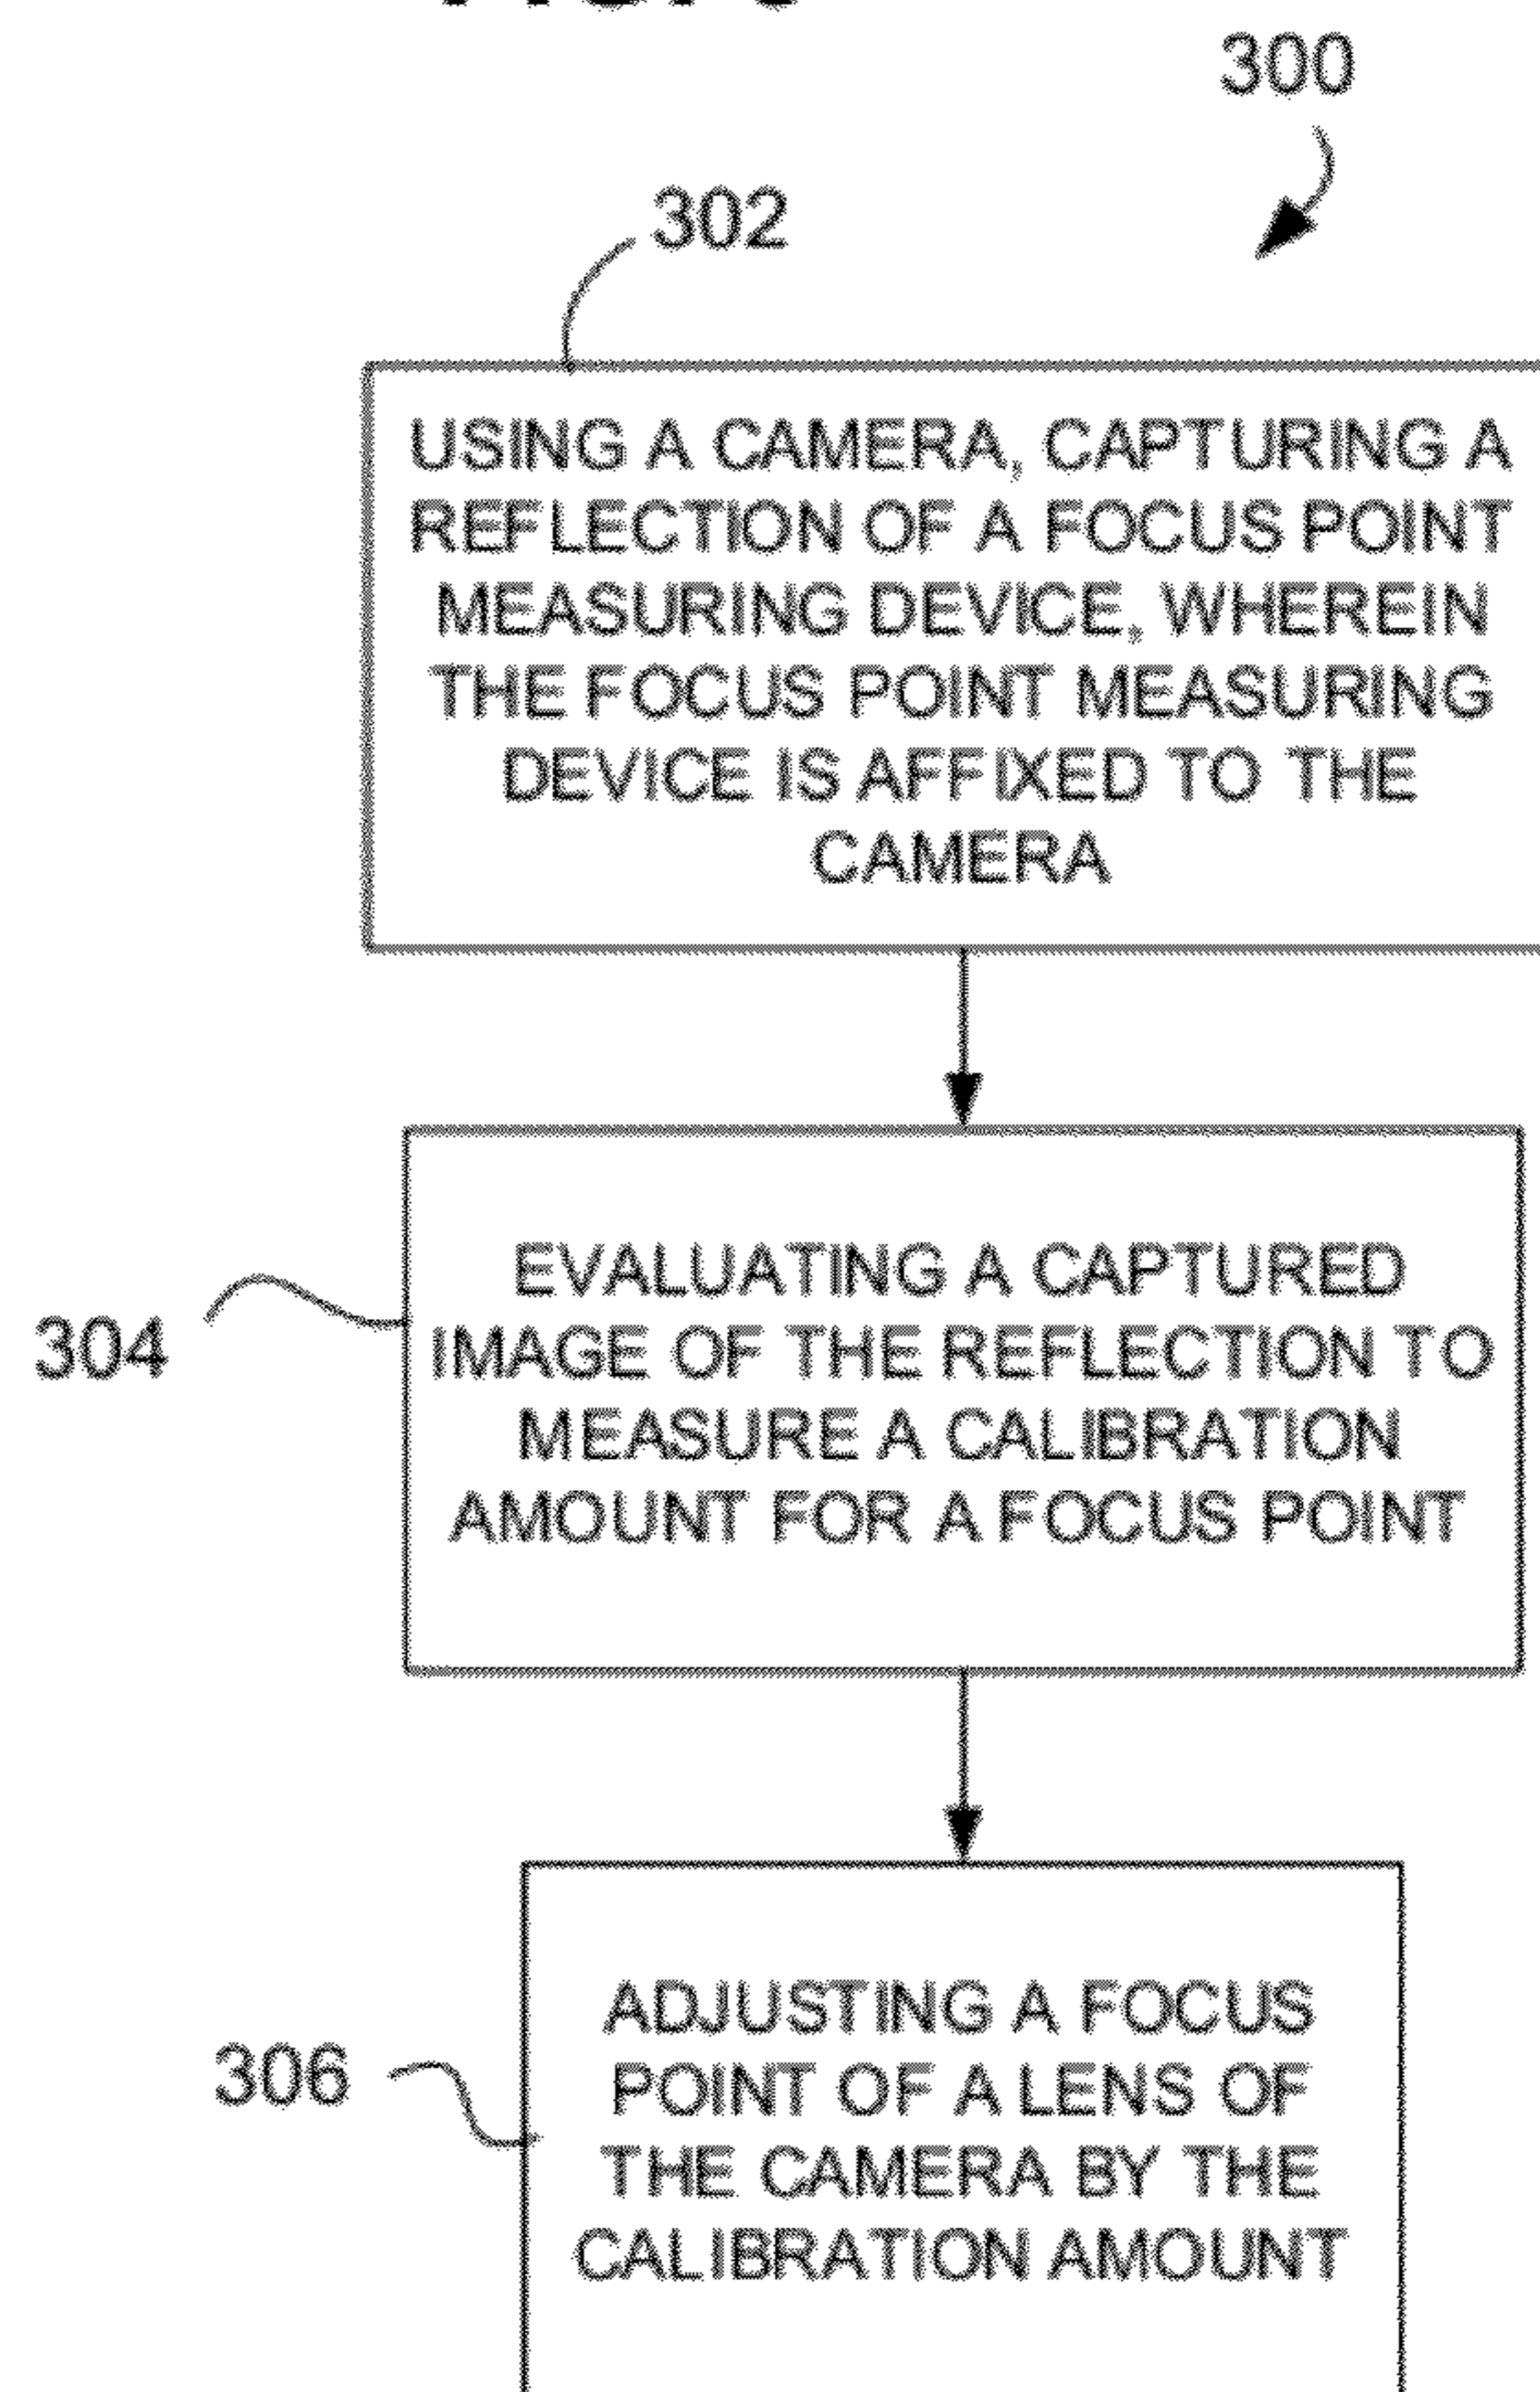 300
302
USING A CAMERA, CAPTURING A
REFLECTION OF A FOCUS POINT
MEASURING DEVICE, WHEREIN
THE FOCUS POINT MEASURING
DEVICE IS AFFIXED TO THE
CAMERA
304
EVALUATING A CAPTURED
IMAGE OF THE REFLECTION TO
MEASURE A CALIBRATION
AMOUNT FOR A FOCUS POINT
306
ADJUSTING A FOCUS
POINT OF A LENS OF
THE CAMERA BY THE
CALIBRATION AMOUNT